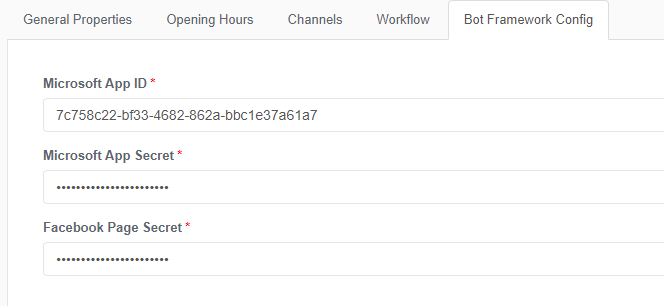 General Properties Opening Hours Channels Workflow Bot Framework Config
Microsoft App ID *
7c758c22-bf33-4682-862a-bbc1e37a61a7
Microsoft App Secret *
•••••••••••••••••••••••
Facebook Page Secret *
•••••••••••••••••••••••